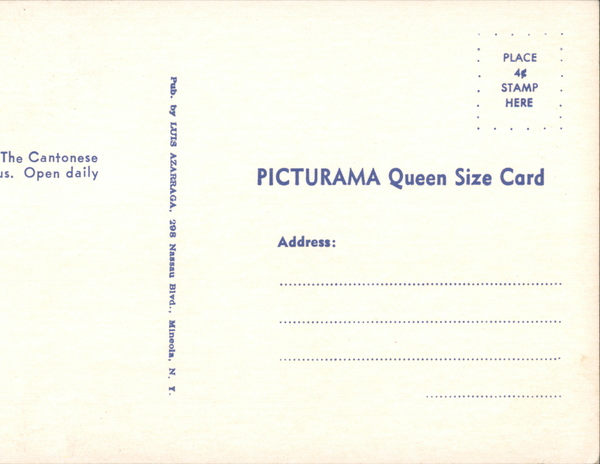 The Cantonese
us. Open daily
Pub. by LUIS AZARRAGA, 298 Nassau Blvd., Mineola, N. Y.
PLACE
4¢
STAMP
HERE
PICTURAMA Queen Size Card
Address: